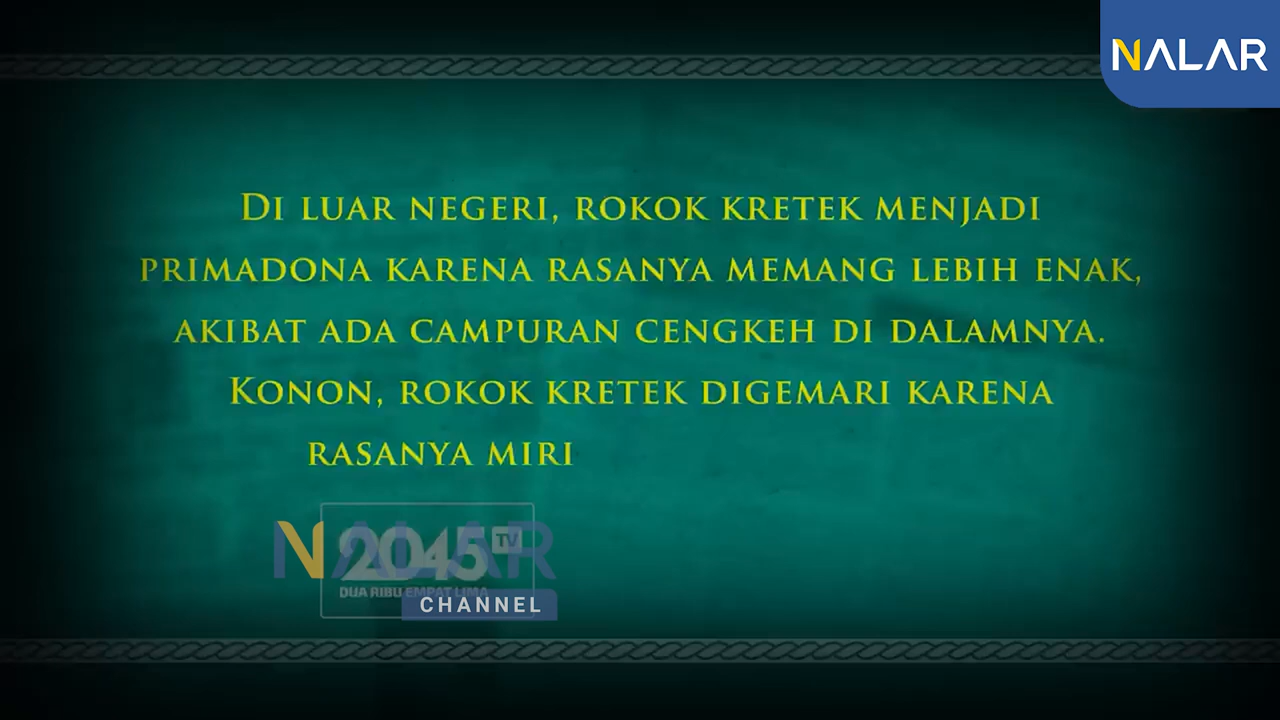 NALAR
Di luar negeri, rokok kretek menjadi
primadona karena rasanya memang lebih enak,
akibat ada campuran cengkeh di dalamnya.
Konon, rokok kretek digemari karena
rasanya miri
NALAR
2045 TV
DUA RIBU EMPAT LIMA
CHANNEL